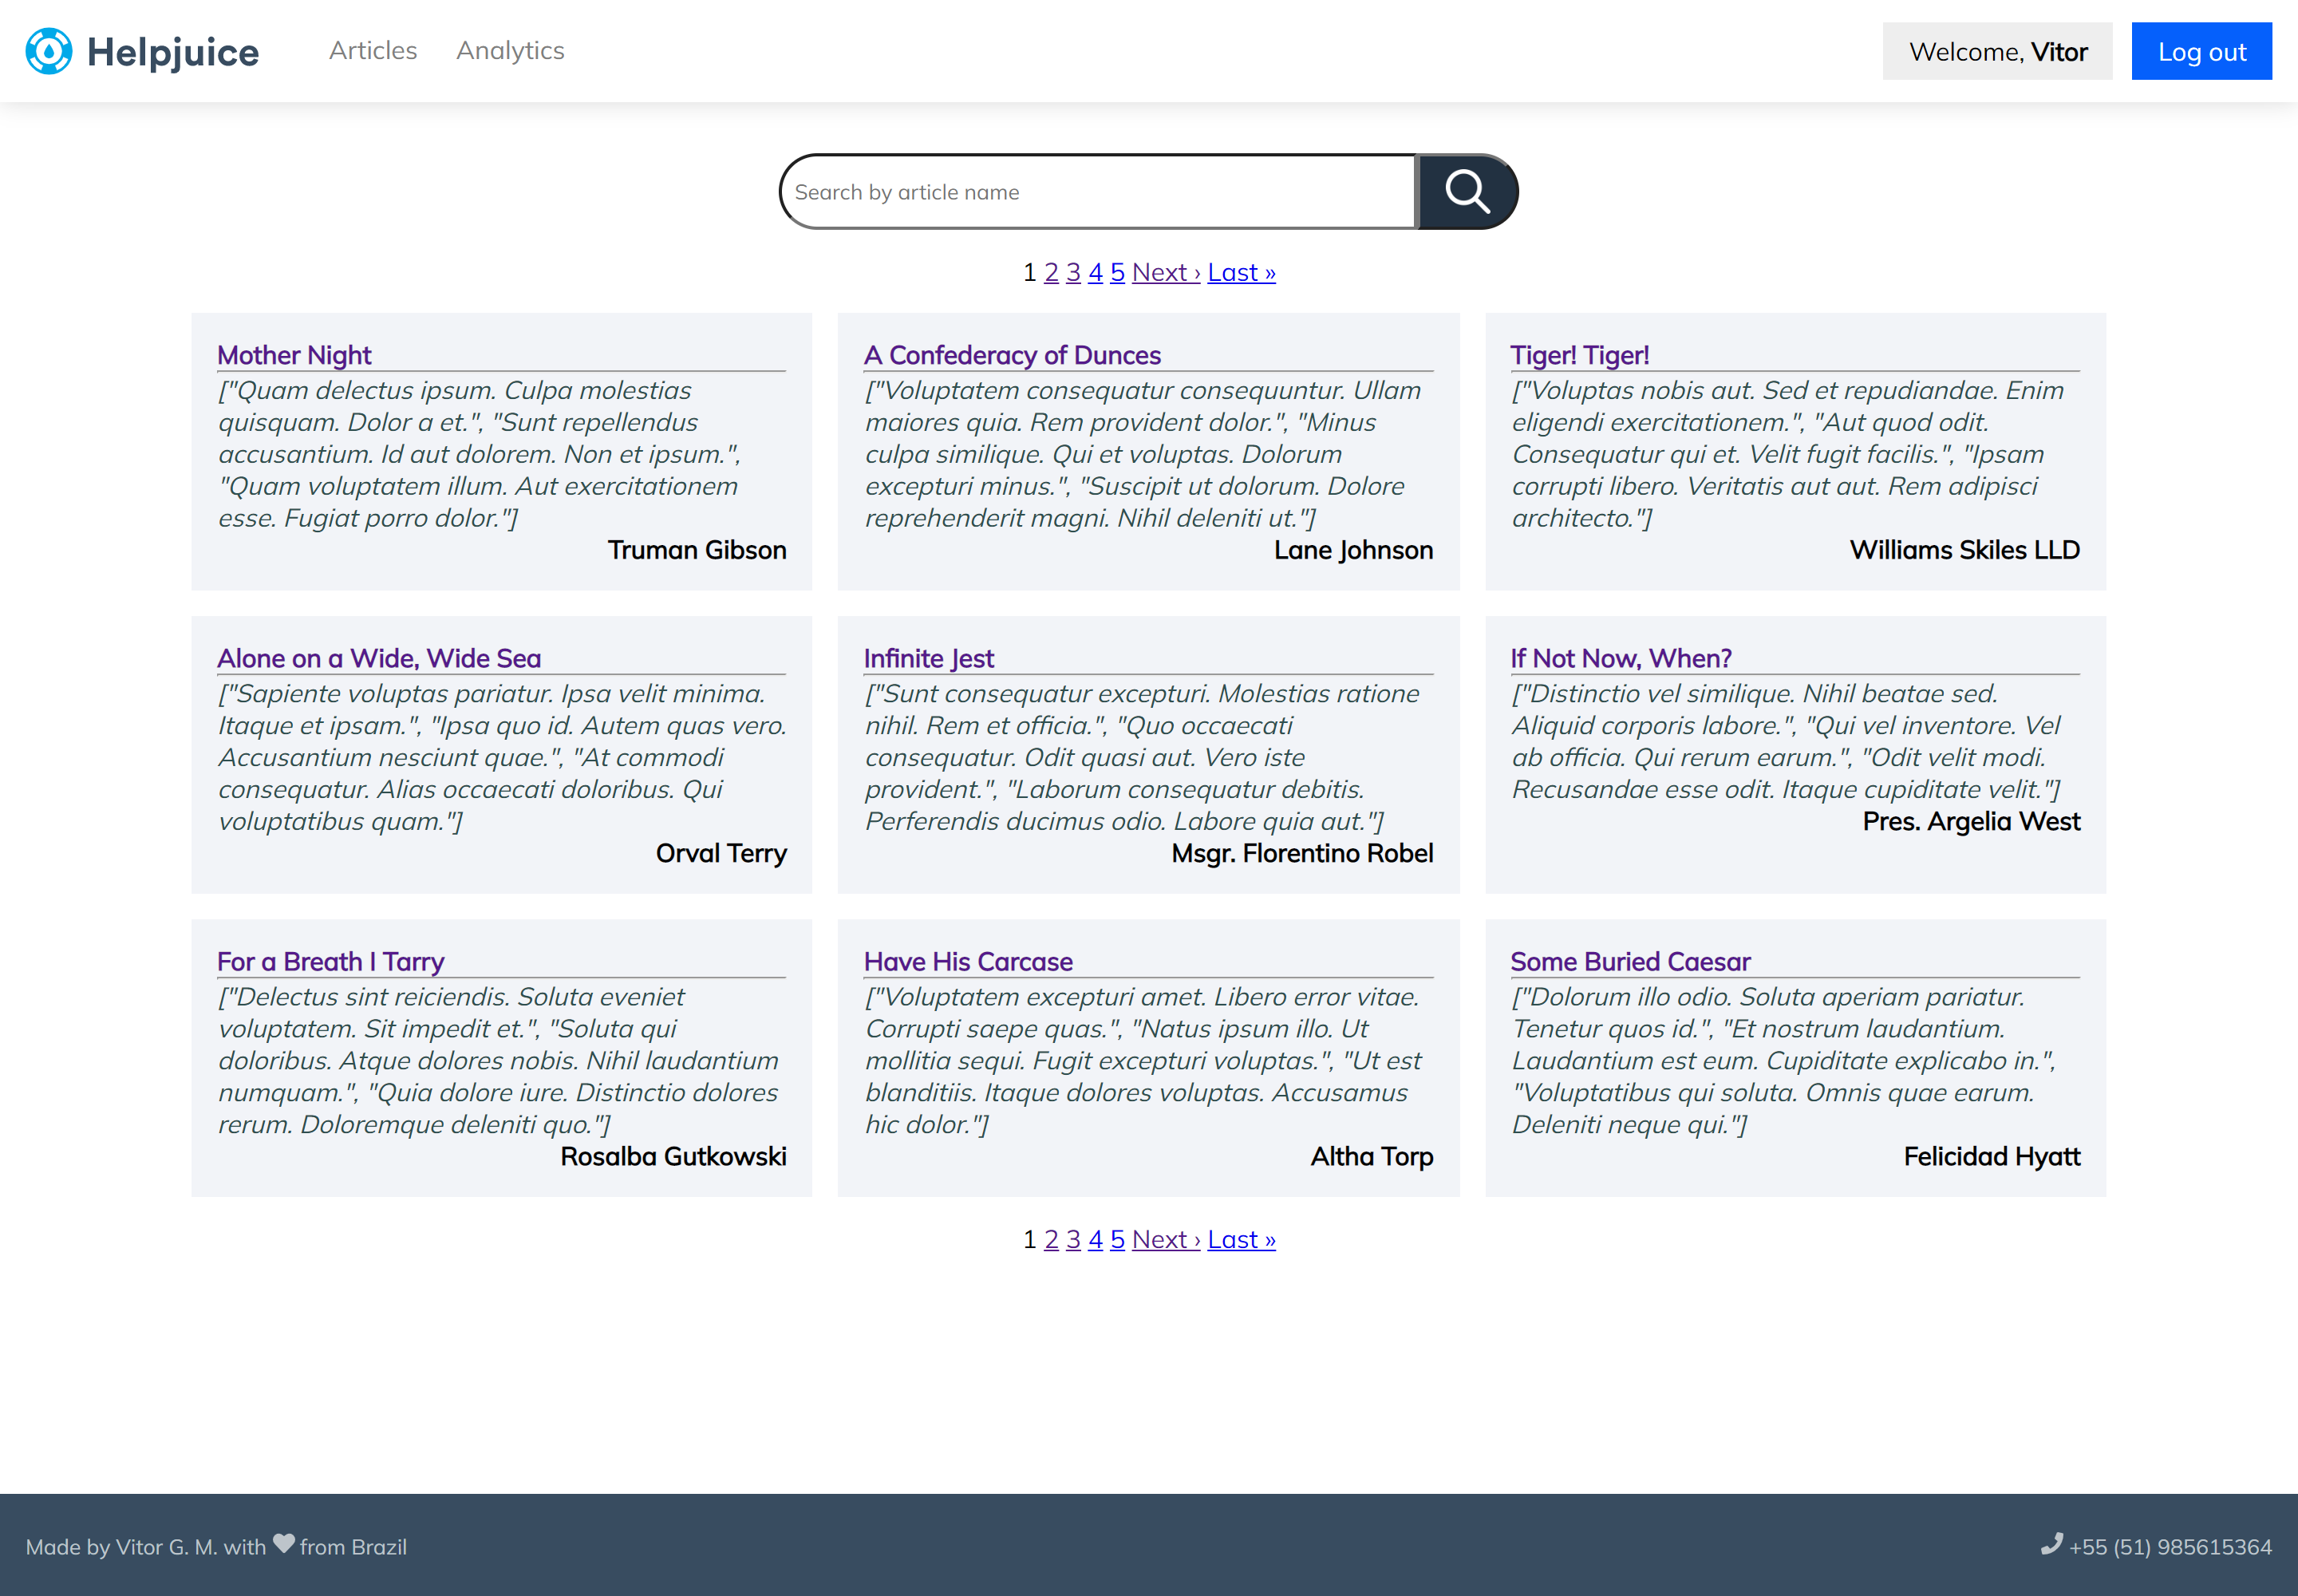 Helpjuice
Articles
Analytics
Welcome, Vitor
Log out
Search by article name
1 2 3 4 5 Next › Last »
Mother Night
["Quam delectus ipsum. Culpa molestias
quisquam. Dolor a et.", "Sunt repellendus
accusantium. Id aut dolorem. Non et ipsum.",
"Quam voluptatem illum. Aut exercitationem
esse. Fugiat porro dolor."]
Truman Gibson
A Confederacy of Dunces
["Voluptatem consequatur consequuntur. Ullam
maiores quia. Rem provident dolor.", "Minus
culpa similique. Qui et voluptas. Dolorum
excepturi minus.", "Suscipit ut dolorum. Dolore
reprehenderit magni. Nihil deleniti ut."]
Lane Johnson
Tiger! Tiger!
["Voluptas nobis aut. Sed et repudiandae. Enim
eligendi exercitationem.", "Aut quod odit.
Consequatur qui et. Velit fugit facilis.", "Ipsam
corrupti libero. Veritatis aut aut. Rem adipisci
architecto."]
Williams Skiles LLD
Alone on a Wide, Wide Sea
["Sapiente voluptas pariatur. Ipsa velit minima.
Itaque et ipsam.", "Ipsa quo id. Autem quas vero.
Accusantium nesciunt quae.", "At commodi
consequatur. Alias occaecati doloribus. Qui
voluptatibus quam."]
Orval Terry
Infinite Jest
["Sunt consequatur excepturi. Molestias ratione
nihil. Rem et officia.", "Quo occaecati
consequatur. Odit quasi aut. Vero iste
provident.", "Laborum consequatur debitis.
Perferendis ducimus odio. Labore quia aut."]
Msgr. Florentino Robel
If Not Now, When?
["Distinctio vel similique. Nihil beatae sed.
Aliquid corporis labore.", "Qui vel inventore. Vel
ab officia. Qui rerum earum.", "Odit velit modi.
Recusandae esse odit. Itaque cupiditate velit."]
Pres. Argelia West
For a Breath I Tarry
["Delectus sint reiciendis. Soluta eveniet
voluptatem. Sit impedit et.", "Soluta qui
doloribus. Atque dolores nobis. Nihil laudantium
numquam.", "Quia dolore iure. Distinctio dolores
rerum. Doloremque deleniti quo."]
Rosalba Gutkowski
Have His Carcase
["Voluptatem excepturi amet. Libero error vitae.
Corrupti saepe quas.", "Natus ipsum illo. Ut
mollitia sequi. Fugit excepturi voluptas.", "Ut est
blanditiis. Itaque dolores voluptas. Accusamus
hic dolor."]
Altha Torp
Some Buried Caesar
["Dolorum illo odio. Soluta aperiam pariatur.
Tenetur quos id.", "Et nostrum laudantium.
Laudantium est eum. Cupiditate explicabo in.",
"Voluptatibus qui soluta. Omnis quae earum.
Deleniti neque qui."]
Felicidad Hyatt
1 2 3 4 5 Next › Last »
Made by Vitor G. M. with from Brazil
+55 (51) 985615364